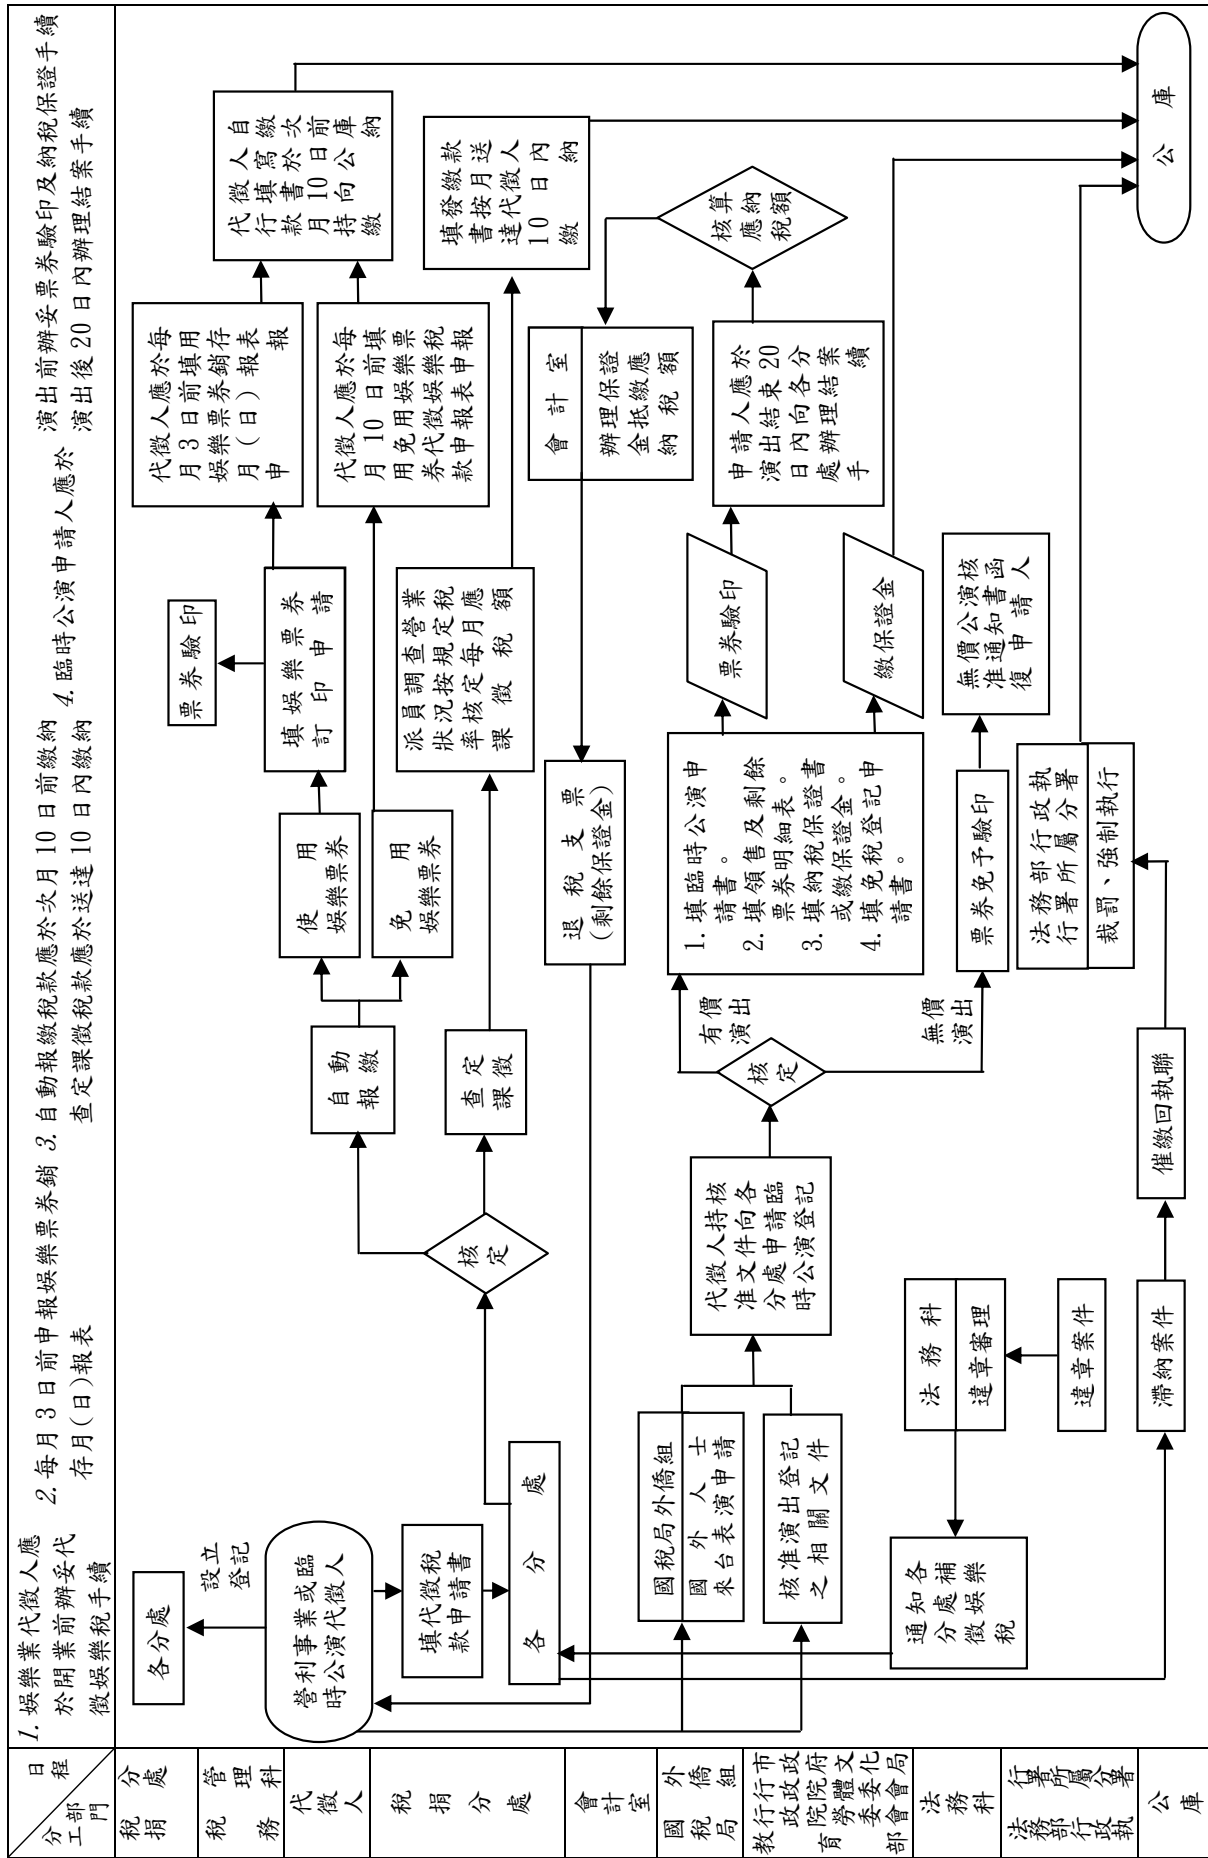 日程
分工部門
1. 娛樂業代徵人應
於開業前辦妥代
徵娛樂稅手續
2. 每月 3 日前申報娛樂票券銷
存月(日)報表
3. 自動報繳稅款應於次月 10 日前繳納
查定課徵稅款應於送達 10 日內繳納
4. 臨時公演申請人應於
演出前辦妥票券驗印及納稅保證手續
演出後 20 日內辦理結案手續
稅捐分處
稅務管理科
代徵人
稅捐分處
會計室
國稅局
外僑組
教育部
行政院勞委會
行政院體委會
市政府文化局
法務科
法務部行政執
行署所屬分署
公庫
各分處
設立
登記
營利事業或臨
時公演代徵人
填代徵稅
款申請書
各分處
核定
自動
報繳
查定
課徵
使用
娛樂票券
免用
娛樂票券
填娛樂票券
訂印申請
票券驗印
代徵人應於每
月 3 日前填用
娛樂票券銷存
月(日)報表
申報
代徵人應於每
月 10 日前填
用免用娛樂票
券代徵娛樂稅
款申報表申報
代徵人自
行填寫繳
款書於次
月 10 日前
持向公庫
繳納
派員調查營業
狀況按規定稅
率核定每月應
課徵稅額
填發繳款
書按月送
達代徵人
10 日內
繳納
會計室
辦理保證
金抵繳應
納稅額
退稅支票
(剩餘保證金)
核算
應納
稅額
國稅局外僑組
國外人士
來台表演申請
核准演出登記
之相關文件
代徵人持核
准文件向各
分處申請臨
時公演登記
核定
有價
演出
無價
演出
1. 填臨時公演申
請書。
2. 填領售及剩餘
票券明細表。
3. 填納稅保證書
或繳保證金。
4. 填免稅登記申
請書。
票券驗印
繳保證金
申請人應於
演出結束 20
日內向各分
處辦理結案
手續
票券免予驗印
無價公演核
准通知書函
復申請人
法務科
違章審理
違章案件
通知各
分處補
徵娛樂
稅
滯納案件
催繳回執聯
法務部行政執
行署所屬分署
裁罰、強制執行
公庫